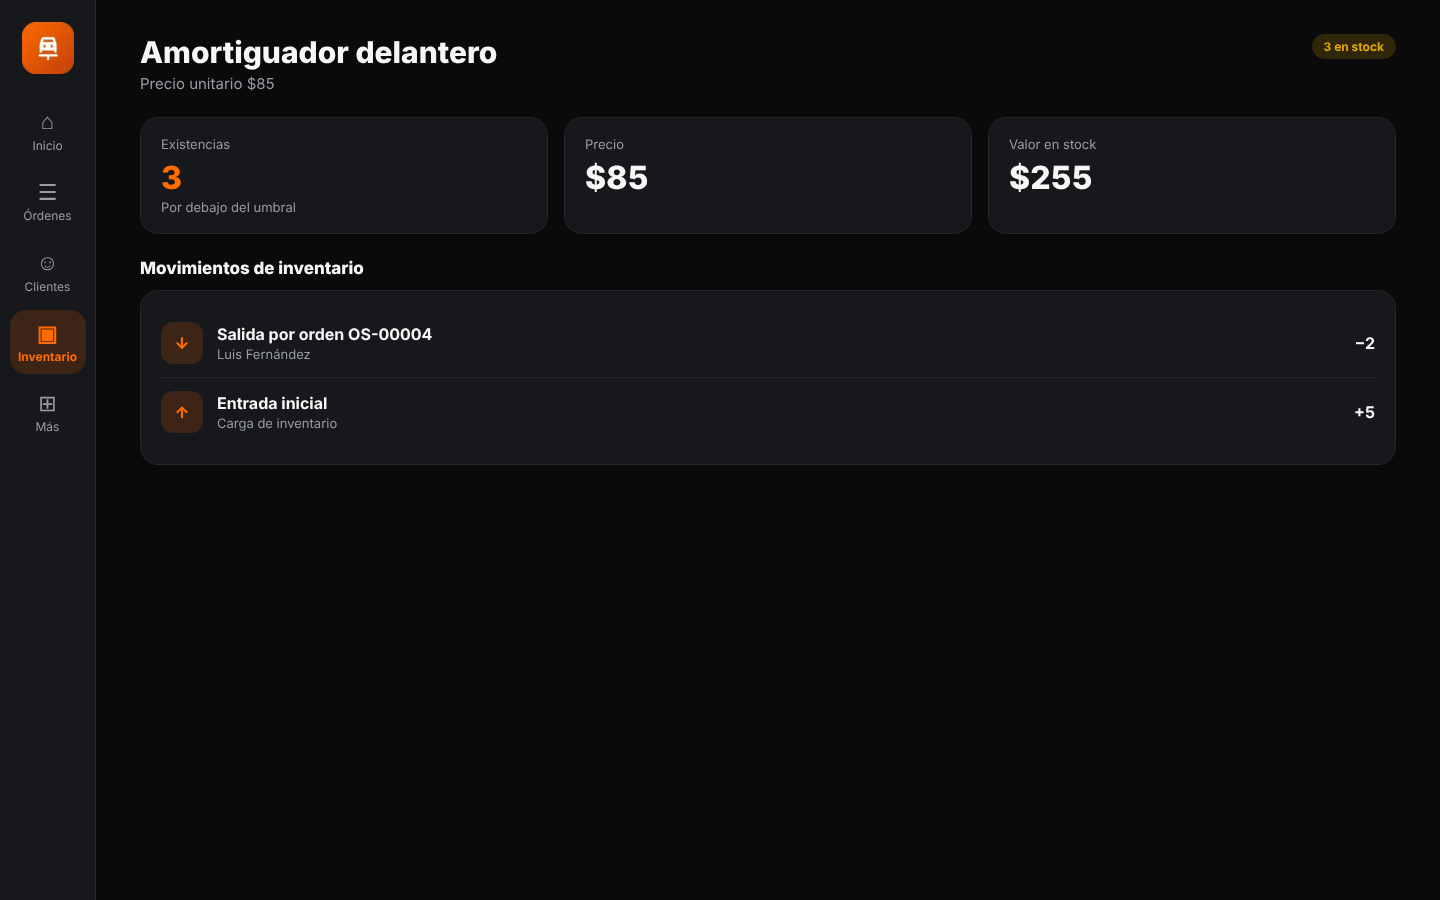 Amortiguador delantero
Precio unitario $85
3 en stock
Inicio
Órdenes
Clientes
Inventario
Más
Existencias
3
Por debajo del umbral
Precio
$85
Valor en stock
$255
Movimientos de inventario
Salida por orden OS-00004
Luis Fernández
−2
Entrada inicial
Carga de inventario
+5